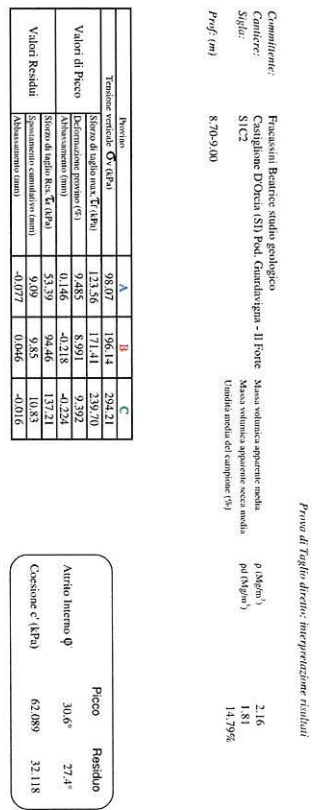 Prova di Taglio diretto: interpretazione risultati
Committente: Fracassini Beatrice studio geologico
Cantiere: Castiglione D'Orcia (SI) Pod. Guardavigna - Il Forte Massa volumica apparente media ρ (Mg/m³) 2.16
Sigla: S1C2 Massa volumica apparente secca media ρd (Mg/m³) 1.81
Umidità media del campione (%) 14.79%
Prof: (m) 8.70-9.00
Provino A B C
Tensione verticale σv (kPa) 98.07 196.14 294.21
Valori di Picco Sforzo di taglio max. τf (kPa) 123.56 171.41 239.70
Deformazione provino (%) 9.485 8.991 9.392
Abbassamento (mm) 0.146 -0.218 -0.224
Valori Residui Sforzo di taglio Res. τr (kPa) 53.39 94.46 137.21
Spostamento cumulativo (mm) 9.09 9.85 10.83
Abbassamento (mm) -0.077 0.046 -0.016
Picco Residuo
Attrito Interno φ' 30.6° 27.4°
Coesione c' (kPa) 62.089 32.118